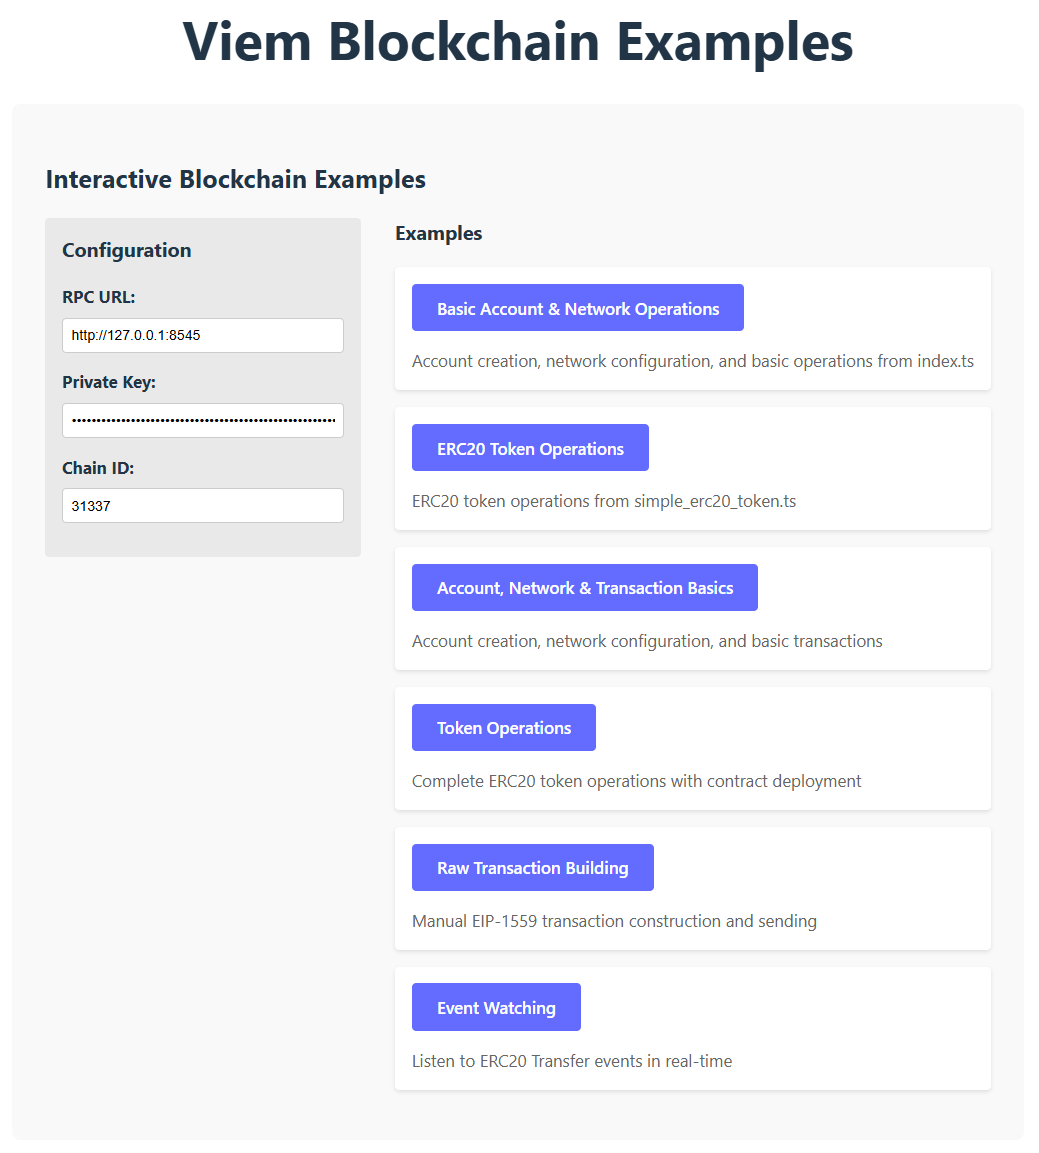 Viem Blockchain Examples
Interactive Blockchain Examples
Configuration
RPC URL:
http://127.0.0.1:8545
Private Key:
Chain ID:
31337
Examples
Basic Account & Network Operations
Account creation, network configuration, and basic operations from index.ts
ERC20 Token Operations
ERC20 token operations from simple_erc20_token.ts
Account, Network & Transaction Basics
Account creation, network configuration, and basic transactions
Token Operations
Complete ERC20 token operations with contract deployment
Raw Transaction Building
Manual EIP-1559 transaction construction and sending
Event Watching
Listen to ERC20 Transfer events in real-time